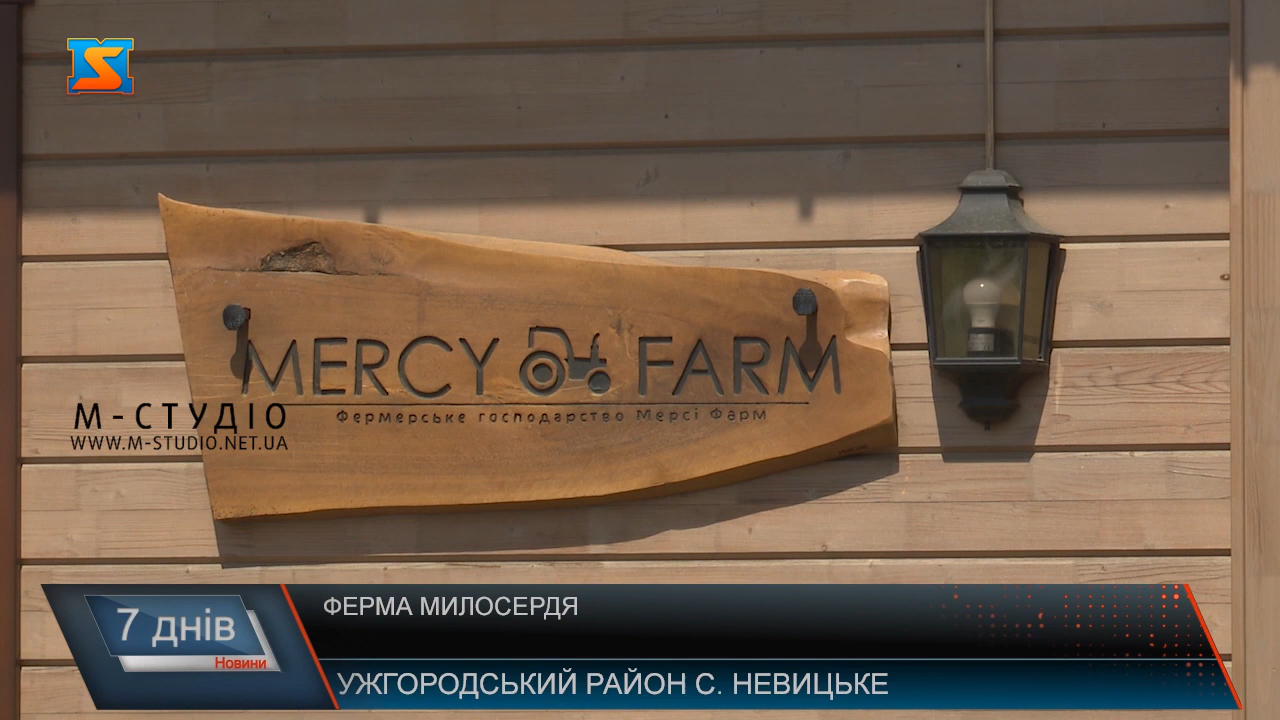 MERCY FARM
Фермерське господарство Мерсі Фарм
М-СТУДІО
WWW.M-STUDIO.NET.UA
7 днів
Новини
ФЕРМА МИЛОСЕРДЯ
УЖГОРОДСЬКИЙ РАЙОН С. НЕВИЦЬКЕ